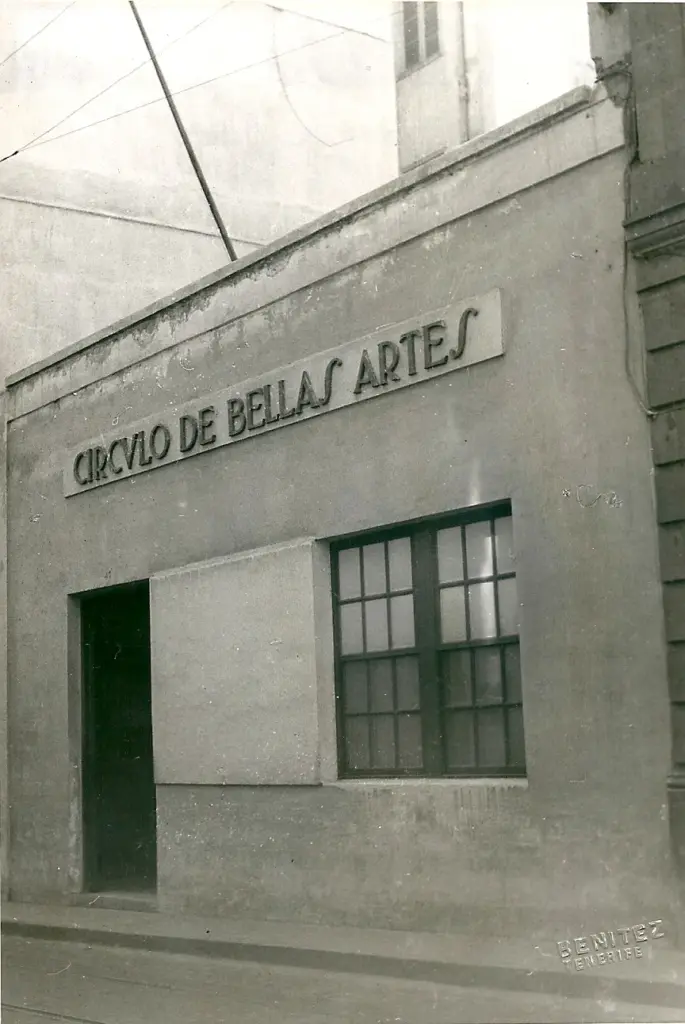 CIRCVLO DE BELLAS ARTES
BENITEZ
TENERIFE